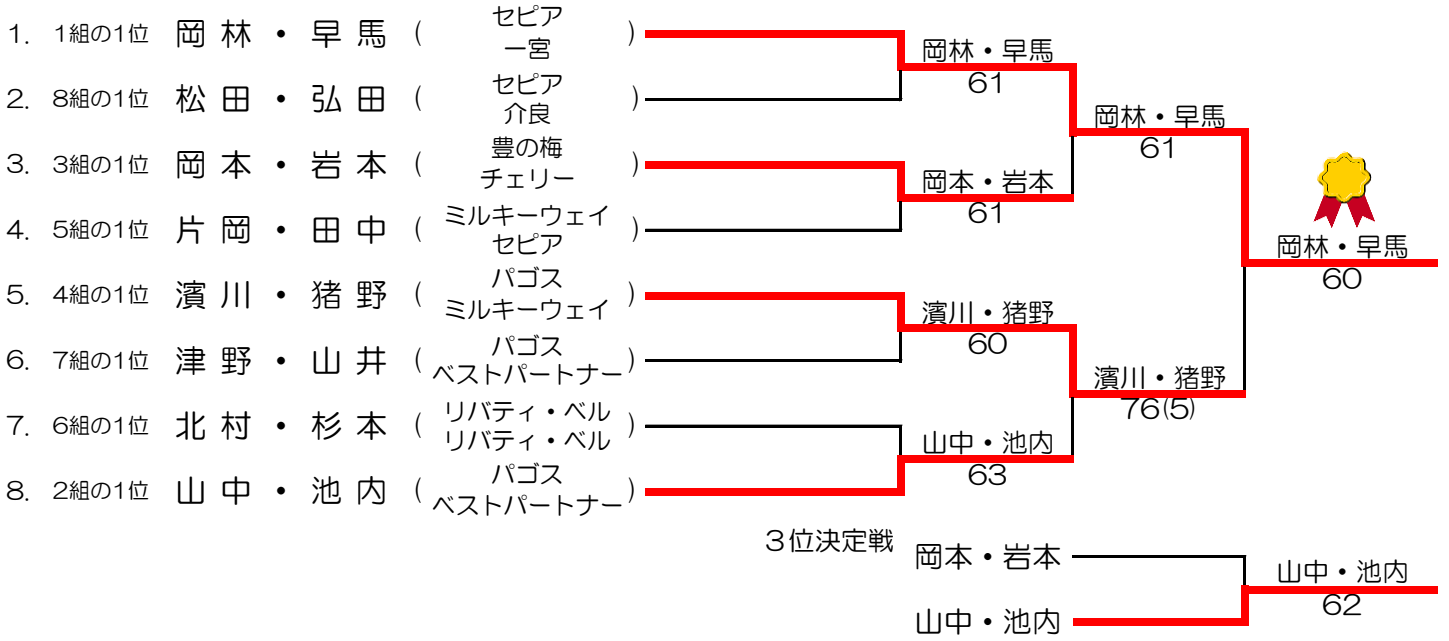 1. 1組の1位 岡林・早馬 ( セピア 一宮 )
2. 8組の1位 松田・弘田 ( セピア 介良 )
3. 3組の1位 岡本・岩本 ( 豊の梅 チェリー )
4. 5組の1位 片岡・田中 ( ミルキーウェイ セピア )
5. 4組の1位 濱川・猪野 ( パゴス ミルキーウェイ )
6. 7組の1位 津野・山井 ( パゴス ベストパートナー )
7. 6組の1位 北村・杉本 ( リバティ・ベル リバティ・ベル )
8. 2組の1位 山中・池内 ( パゴス ベストパートナー )
岡林・早馬
61
岡本・岩本
61
濱川・猪野
60
山中・池内
63
岡林・早馬
61
濱川・猪野
76(5)
岡林・早馬
60
3位決定戦
岡本・岩本
山中・池内
山中・池内
62